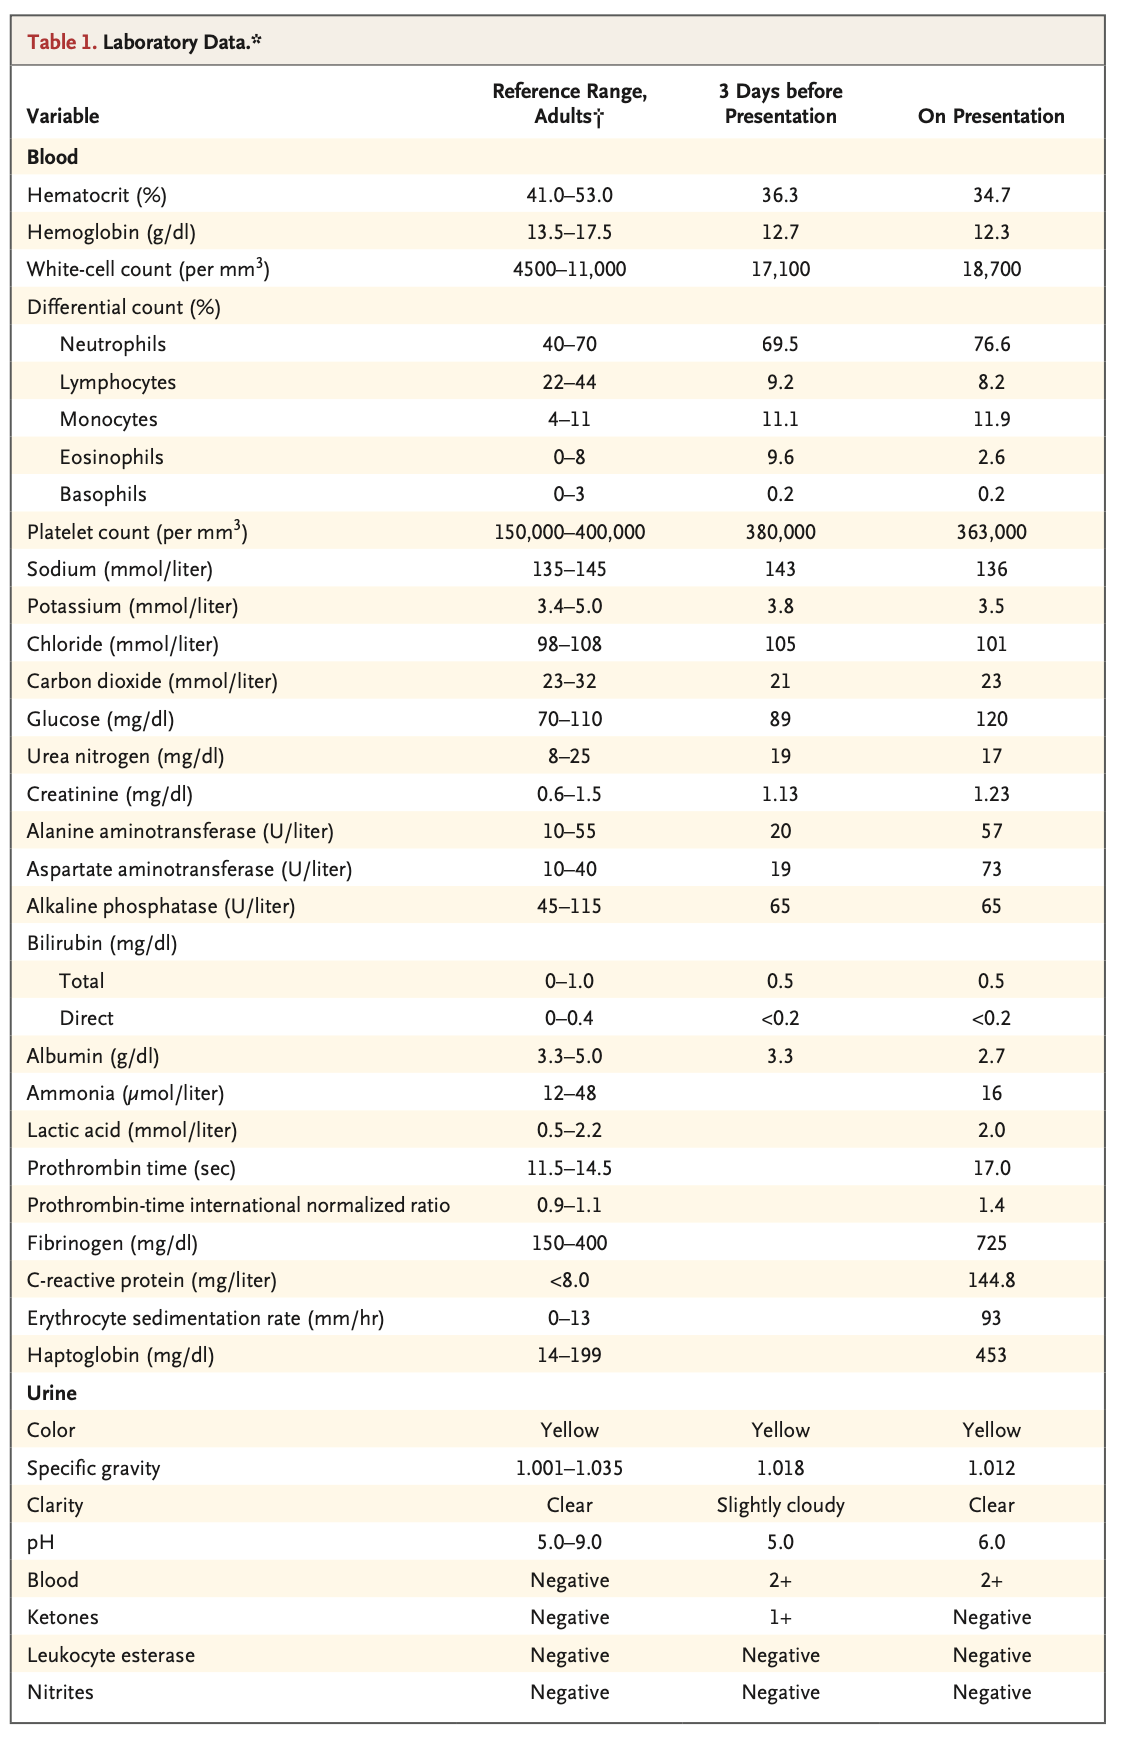 Table 1. Laboratory Data.*
Variable Reference Range, Adults† 3 Days before Presentation On Presentation
Blood
Hematocrit (%) 41.0–53.0 36.3 34.7
Hemoglobin (g/dl) 13.5–17.5 12.7 12.3
White-cell count (per mm³) 4500–11,000 17,100 18,700
Differential count (%)
Neutrophils 40–70 69.5 76.6
Lymphocytes 22–44 9.2 8.2
Monocytes 4–11 11.1 11.9
Eosinophils 0–8 9.6 2.6
Basophils 0–3 0.2 0.2
Platelet count (per mm³) 150,000–400,000 380,000 363,000
Sodium (mmol/liter) 135–145 143 136
Potassium (mmol/liter) 3.4–5.0 3.8 3.5
Chloride (mmol/liter) 98–108 105 101
Carbon dioxide (mmol/liter) 23–32 21 23
Glucose (mg/dl) 70–110 89 120
Urea nitrogen (mg/dl) 8–25 19 17
Creatinine (mg/dl) 0.6–1.5 1.13 1.23
Alanine aminotransferase (U/liter) 10–55 20 57
Aspartate aminotransferase (U/liter) 10–40 19 73
Alkaline phosphatase (U/liter) 45–115 65 65
Bilirubin (mg/dl)
Total 0–1.0 0.5 0.5
Direct 0–0.4 <0.2 <0.2
Albumin (g/dl) 3.3–5.0 3.3 2.7
Ammonia (μmol/liter) 12–48 16
Lactic acid (mmol/liter) 0.5–2.2 2.0
Prothrombin time (sec) 11.5–14.5 17.0
Prothrombin-time international normalized ratio 0.9–1.1 1.4
Fibrinogen (mg/dl) 150–400 725
C-reactive protein (mg/liter) <8.0 144.8
Erythrocyte sedimentation rate (mm/hr) 0–13 93
Haptoglobin (mg/dl) 14–199 453
Urine
Color Yellow Yellow Yellow
Specific gravity 1.001–1.035 1.018 1.012
Clarity Clear Slightly cloudy Clear
pH 5.0–9.0 5.0 6.0
Blood Negative 2+ 2+
Ketones Negative 1+ Negative
Leukocyte esterase Negative Negative Negative
Nitrites Negative Negative Negative